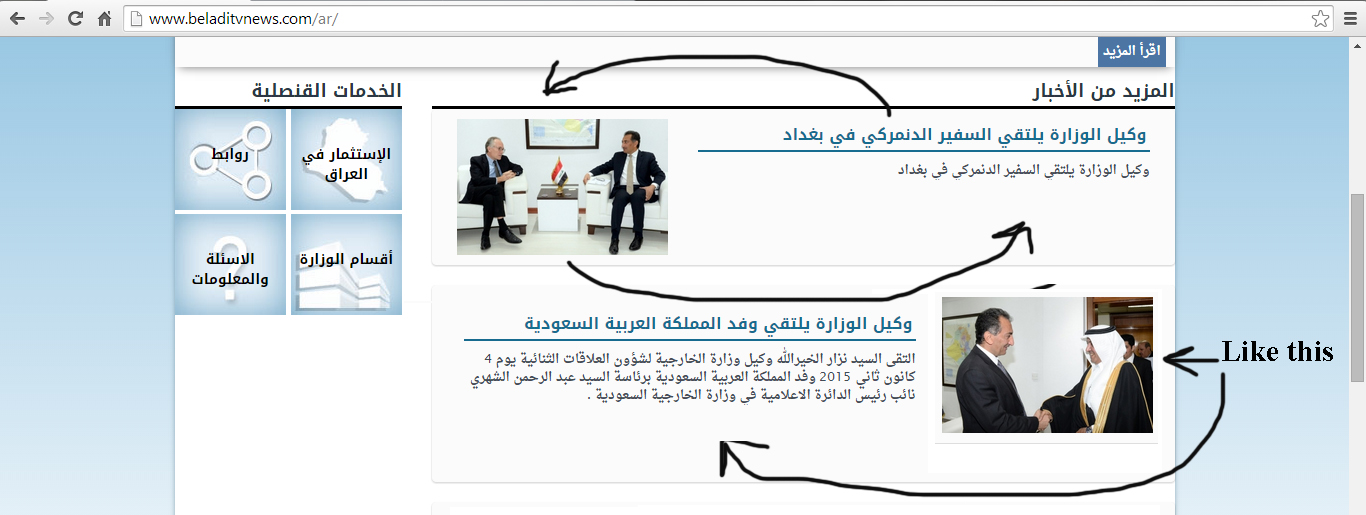 www.beladitvnews.com/ar/
اقرأ المزيد
المزيد من الأخبار
وكيل الوزارة يلتقي السفير الدنمركي في بغداد
وكيل الوزارة يلتقي السفير الدنمركي في بغداد
وكيل الوزارة يلتقي وفد المملكة العربية السعودية
التقى السيد نزار الخيرالله وكيل وزارة الخارجية لشؤون العلاقات الثنائية يوم 4
كانون ثاني 2015 وفد المملكة العربية السعودية برئاسة السيد عبد الرحمن الشهري
نائب رئيس الدائرة الاعلامية في وزارة الخارجية السعودية .
Like this
الخدمات القنصلية
الإستثمار في
العراق
روابط
أقسام الوزارة
الاسئلة
والمعلومات